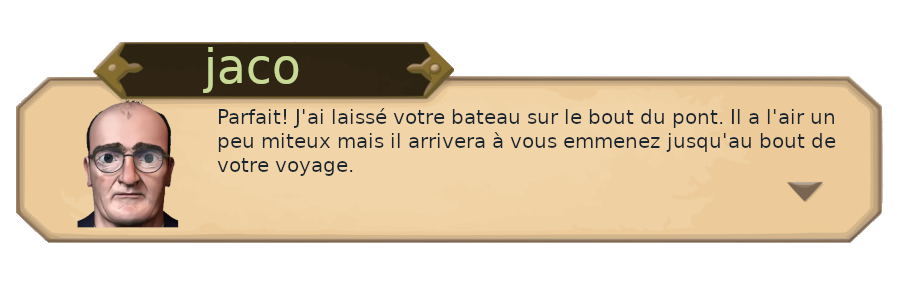 jaco
Parfait! J'ai laissé votre bateau sur le bout du pont. Il a l'air un
peu miteux mais il arrivera à vous emmenez jusqu'au bout de
votre voyage.